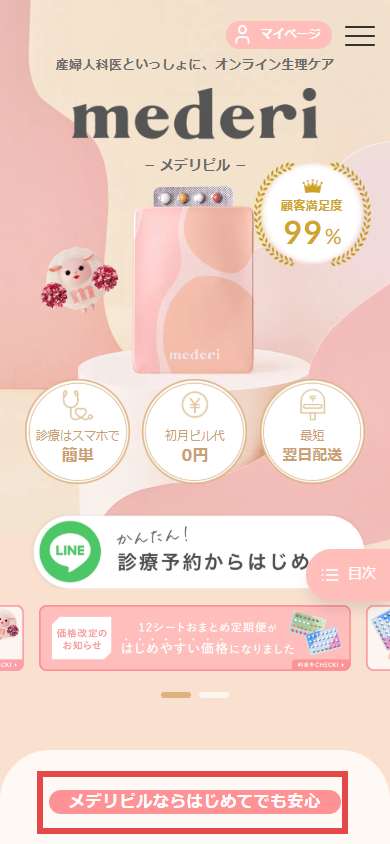 マイページ
産婦人科医といっしょに、オンライン生理ケア
mederi
– メデリピル –
顧客満足度
99%
mederi
診療はスマホで
簡単
初月ピル代
0円
最短
翌日配送
かんたん!
LINE
診療予約からはじめ
目次
価格改定の
お知らせ
12シートおまとめ定期便が
はじめやすい価格になりました
CHECK!
メデリピルならはじめてでも安心